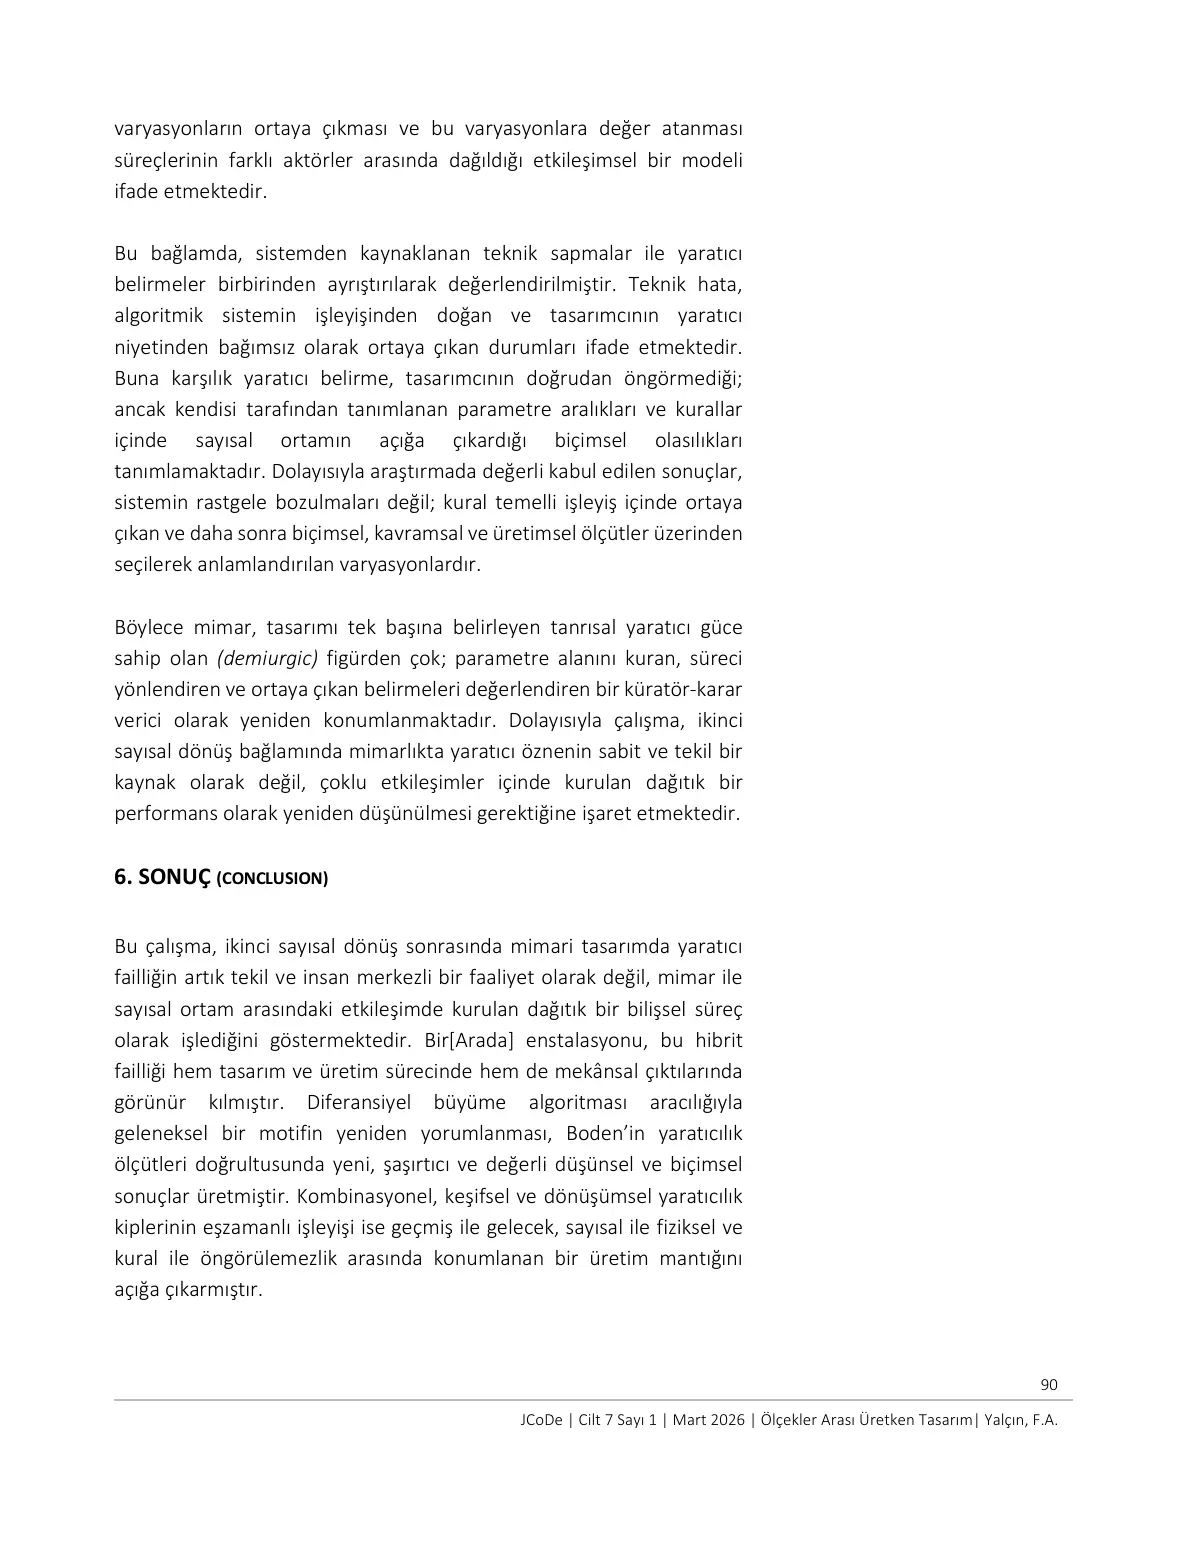 varyasyonların ortaya çıkması ve bu varyasyonlara değer atanması
süreçlerinin farklı aktörler arasında dağıldığı etkileşimsel bir modeli
ifade etmektedir.
Bu bağlamda, sistemden kaynaklanan teknik sapmalar ile yaratıcı
belirmeler birbirinden ayrıştırılarak değerlendirilmiştir. Teknik hata,
algoritmik sistemin işleyişinden doğan ve tasarımcının yaratıcı
niyetinden bağımsız olarak ortaya çıkan durumları ifade etmektedir.
Buna karşılık yaratıcı belirme, tasarımcının doğrudan öngörmediği;
ancak kendisi tarafından tanımlanan parametre aralıkları ve kurallar
içinde sayısal ortamın açığa çıkardığı biçimsel olasılıkları
tanımlamaktadır. Dolayısıyla araştırmada değerli kabul edilen sonuçlar,
sistemin rastgele bozulmaları değil; kural temelli işleyiş içinde ortaya
çıkan ve daha sonra biçimsel, kavramsal ve üretimsel ölçütler üzerinden
seçilerek anlamlandırılan varyasyonlardır.
Böylece mimar, tasarımı tek başına belirleyen tanrısal yaratıcı güce
sahip olan (demiurgic) figürden çok; parametre alanını kuran, süreci
yönlendiren ve ortaya çıkan belirmeleri değerlendiren bir küratör-karar
verici olarak yeniden konumlanmaktadır. Dolayısıyla çalışma, ikinci
sayısal dönüş bağlamında mimarlıkta yaratıcı öznenin sabit ve tekil bir
kaynak olarak değil, çoklu etkileşimler içinde kurulan dağıtık bir
performans olarak yeniden düşünülmesi gerektiğine işaret etmektedir.
6. SONUÇ (CONCLUSION)
Bu çalışma, ikinci sayısal dönüş sonrasında mimari tasarımda yaratıcı
failliğin artık tekil ve insan merkezli bir faaliyet olarak değil, mimar ile
sayısal ortam arasındaki etkileşimde kurulan dağıtık bir bilişsel süreç
olarak işlediğini göstermektedir. Bir[Arada] enstalasyonu, bu hibrit
failliği hem tasarım ve üretim sürecinde hem de mekânsal çıktılarında
görünür kılmıştır. Diferansiyel büyüme algoritması aracılığıyla
geleneksel bir motifin yeniden yorumlanması, Boden’in yaratıcılık
ölçütleri doğrultusunda yeni, şaşırtıcı ve değerli düşünsel ve biçimsel
sonuçlar üretmiştir. Kombinasyonel, keşifsel ve dönüşümsel yaratıcılık
kiplerinin eşzamanlı işleyişi ise geçmiş ile gelecek, sayısal ile fiziksel ve
kural ile öngörülemezlik arasında konumlanan bir üretim mantığını
açığa çıkarmıştır.
90
JCoDe | Cilt 7 Sayı 1 | Mart 2026 | Ölçekler Arası Üretken Tasarım| Yalçın, F.A.